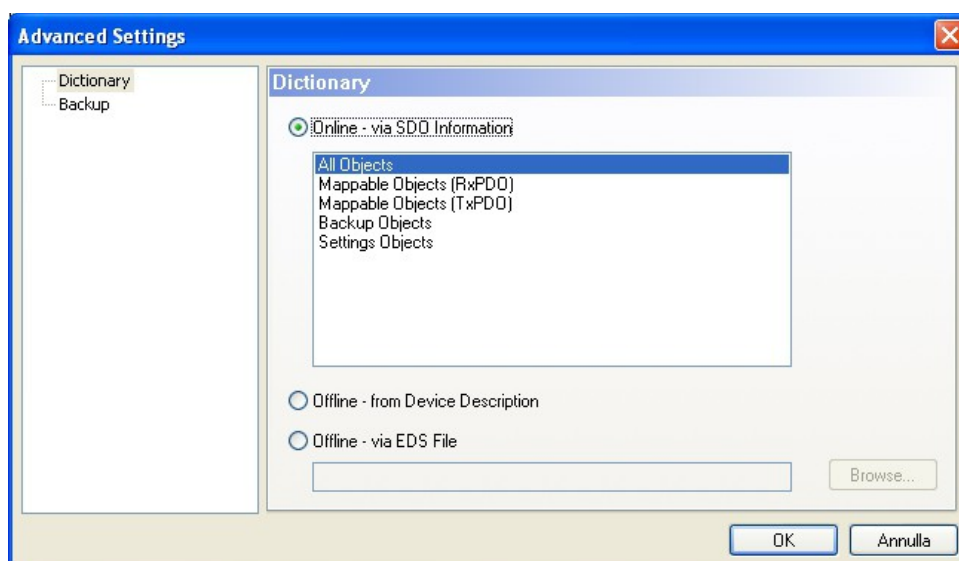 Advanced Settings
Dictionary
Backup
Dictionary
Online - via SDO Information
All Objects
Mappable Objects (RxPDO)
Mappable Objects (TxPDO)
Backup Objects
Settings Objects
Offline - from Device Description
Offline - via EDS File
Browse...
OK
Annulla